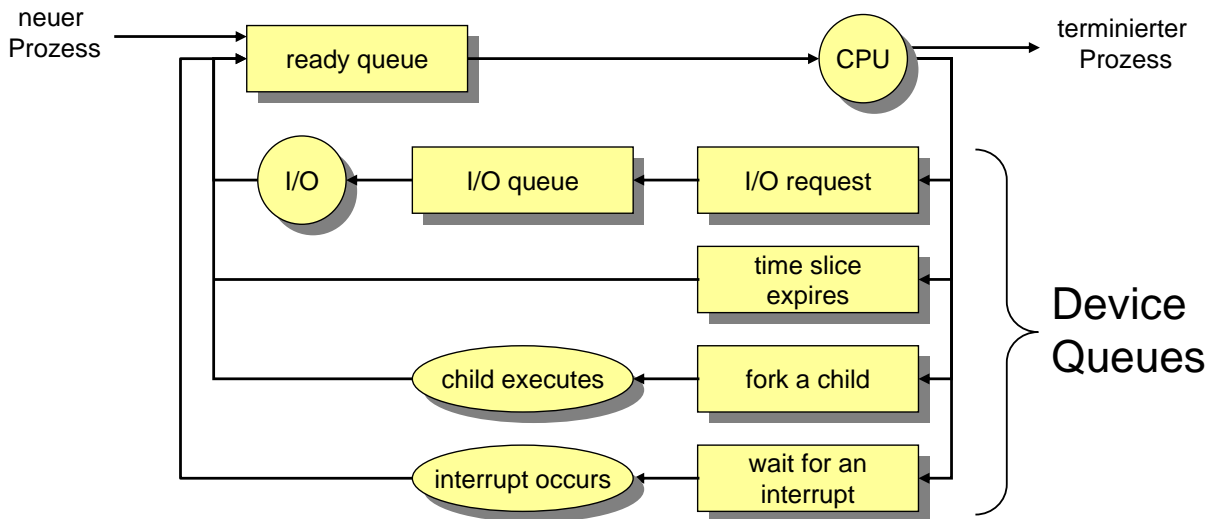 neuer
Prozess
ready queue
CPU
terminierter
Prozess
I/O
I/O queue
I/O request
time slice
expires
Device
Queues
child executes
fork a child
interrupt occurs
wait for an
interrupt